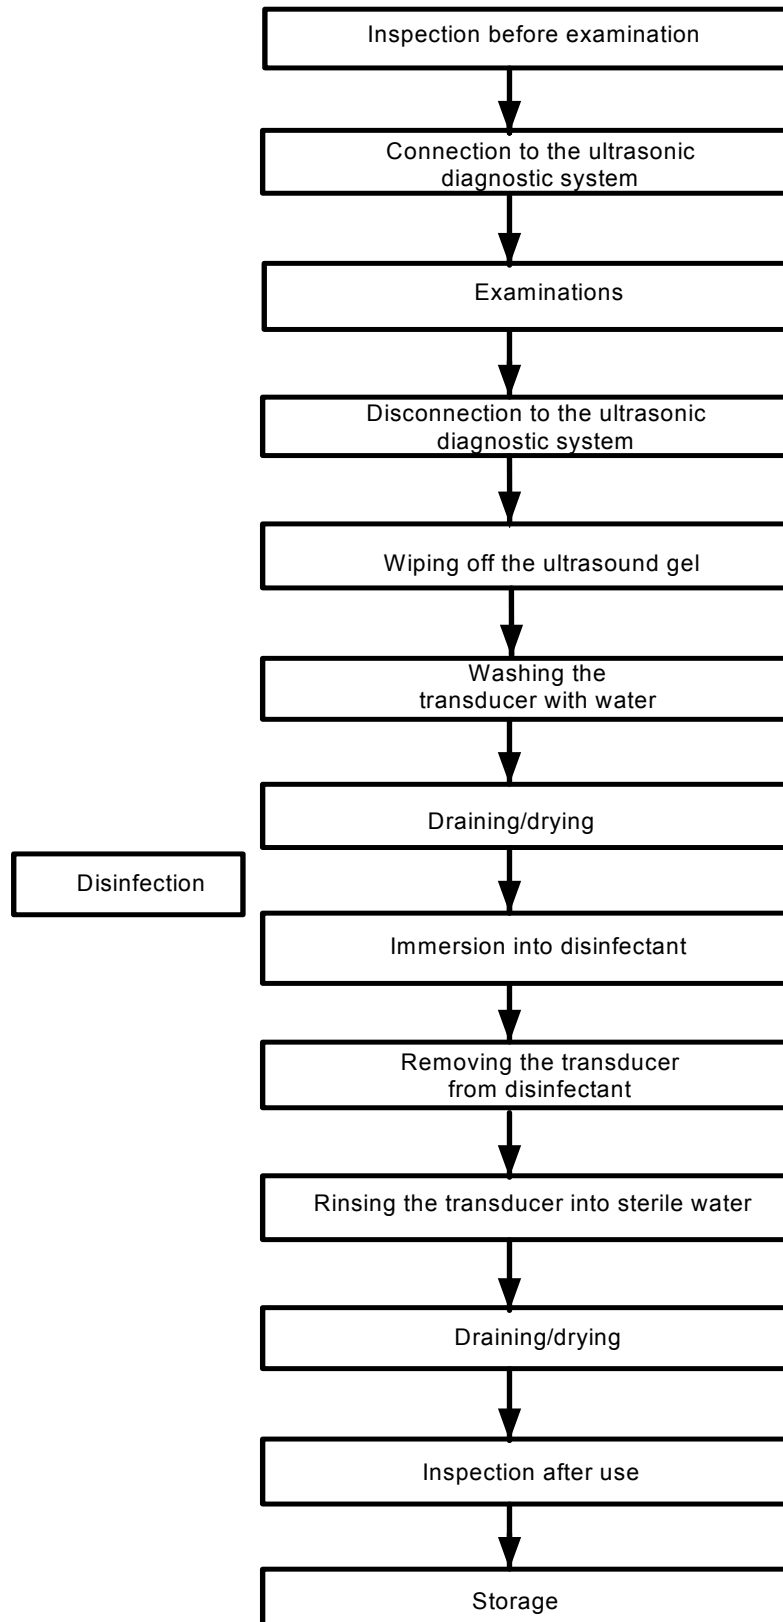 Inspection before examination
Connection to the ultrasonic
diagnostic system
Examinations
Disconnection to the ultrasonic
diagnostic system
Wiping off the ultrasound gel
Washing the
transducer with water
Draining/drying
Disinfection
Immersion into disinfectant
Removing the transducer
from disinfectant
Rinsing the transducer into sterile water
Draining/drying
Inspection after use
Storage